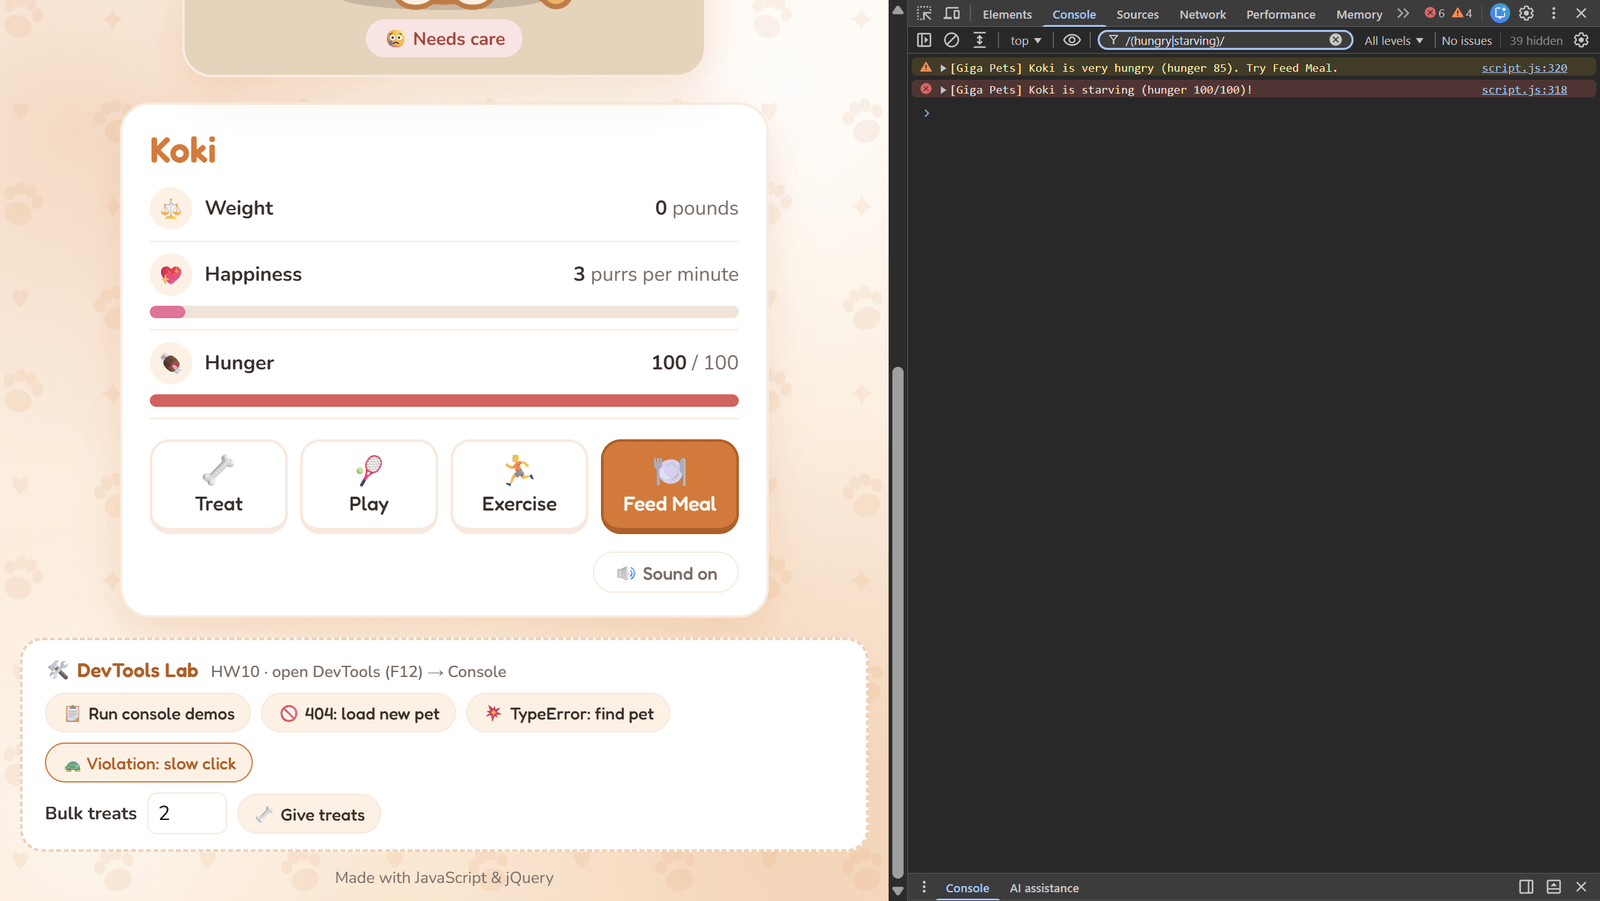 Needs care
Koki
Weight
0 pounds
Happiness
3 purrs per minute
Hunger
100 / 100
Treat
Play
Exercise
Feed Meal
Sound on
DevTools Lab HW10 · open DevTools (F12) → Console
Run console demos
404: load new pet
TypeError: find pet
Violation: slow click
Bulk treats
2
Give treats
Made with JavaScript & jQuery
Elements
Console
Sources
Network
Performance
Memory
6
4
top
/(hungry|starving)/
All levels
No issues
39 hidden
[Giga Pets] Koki is very hungry (hunger 85). Try Feed Meal.
script.js:320
[Giga Pets] Koki is starving (hunger 100/100)!
script.js:318
Console
AI assistance